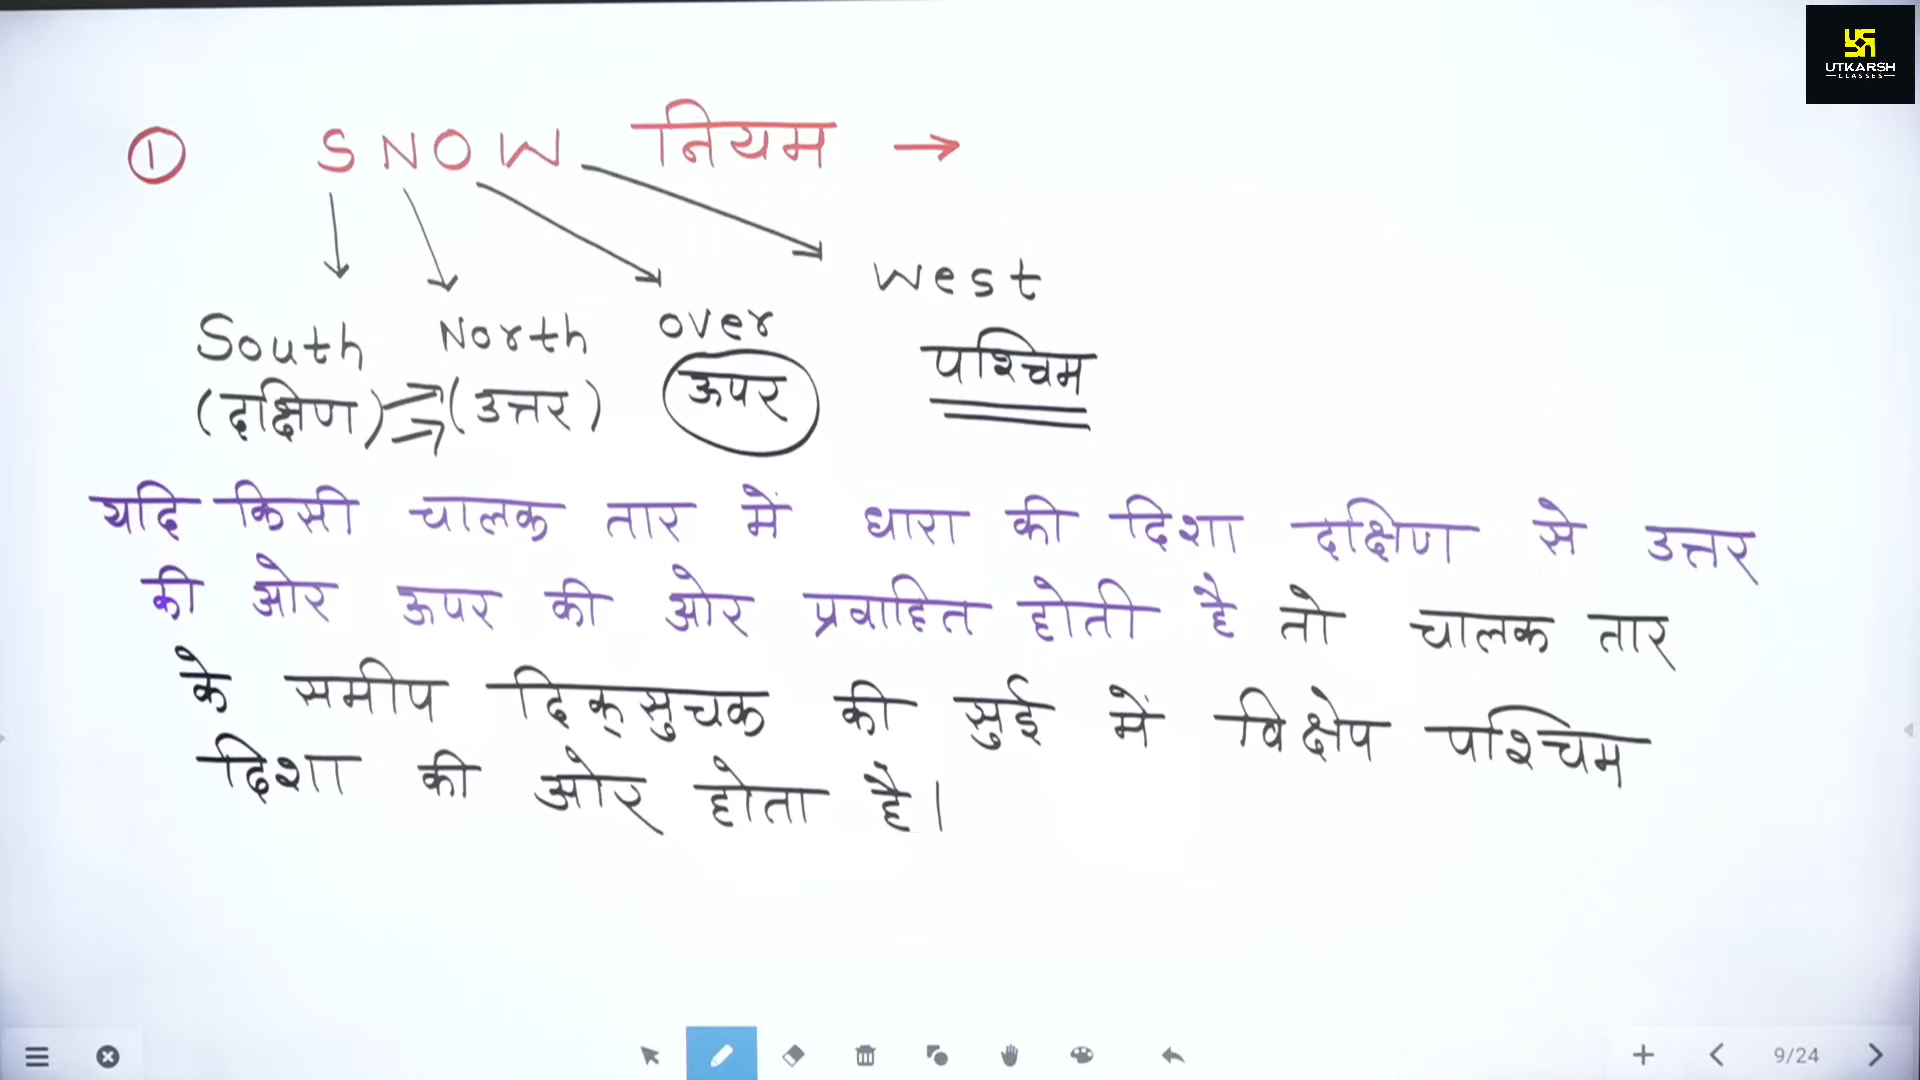 UTKARSH
CLASSES
① SNOW नियम →
South North over West
(दक्षिण) (उत्तर) ऊपर पश्चिम
यदि किसी चालक तार में धारा की दिशा दक्षिण से उत्तर
की ओर ऊपर की ओर प्रवाहित होती है तो चालक तार
के समीप दिक्सुचक की सुई में विक्षेप पश्चिम
दिशा की ओर होता है।
9/24